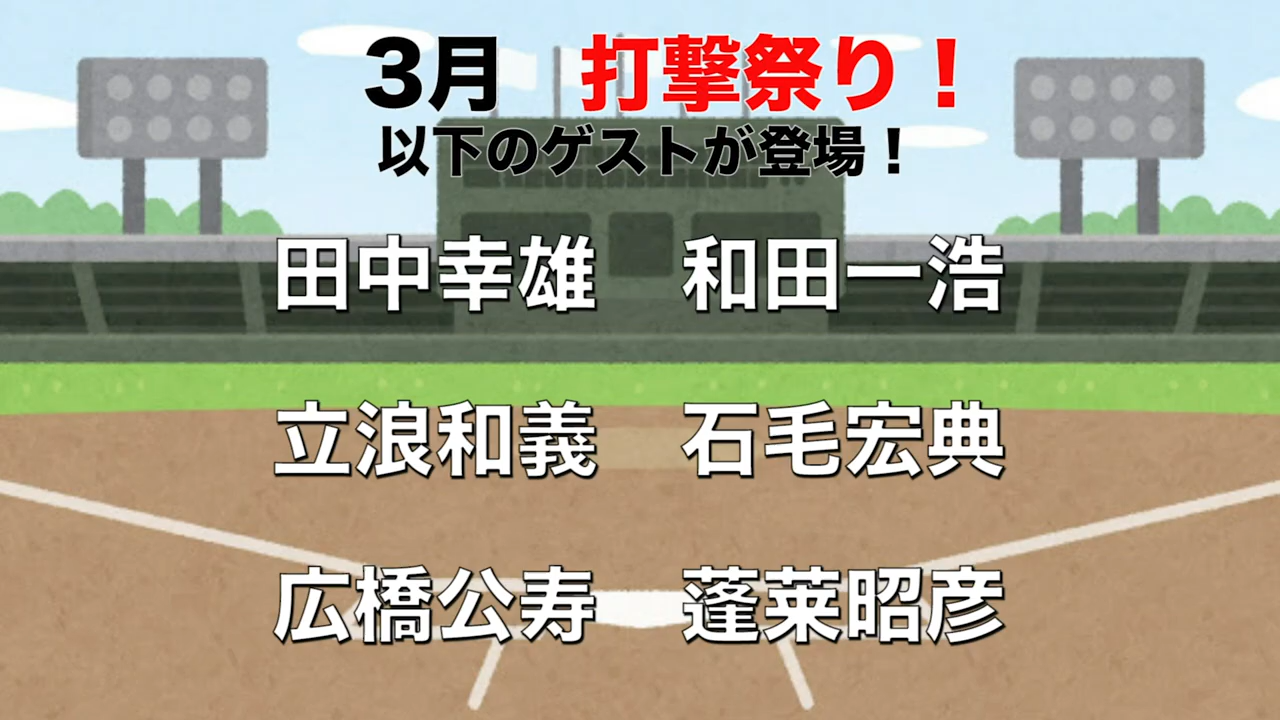 3月　打撃祭り！
以下のゲストが登場！
田中幸雄　和田一浩
立浪和義　石毛宏典
広橋公寿　蓬莱昭彦